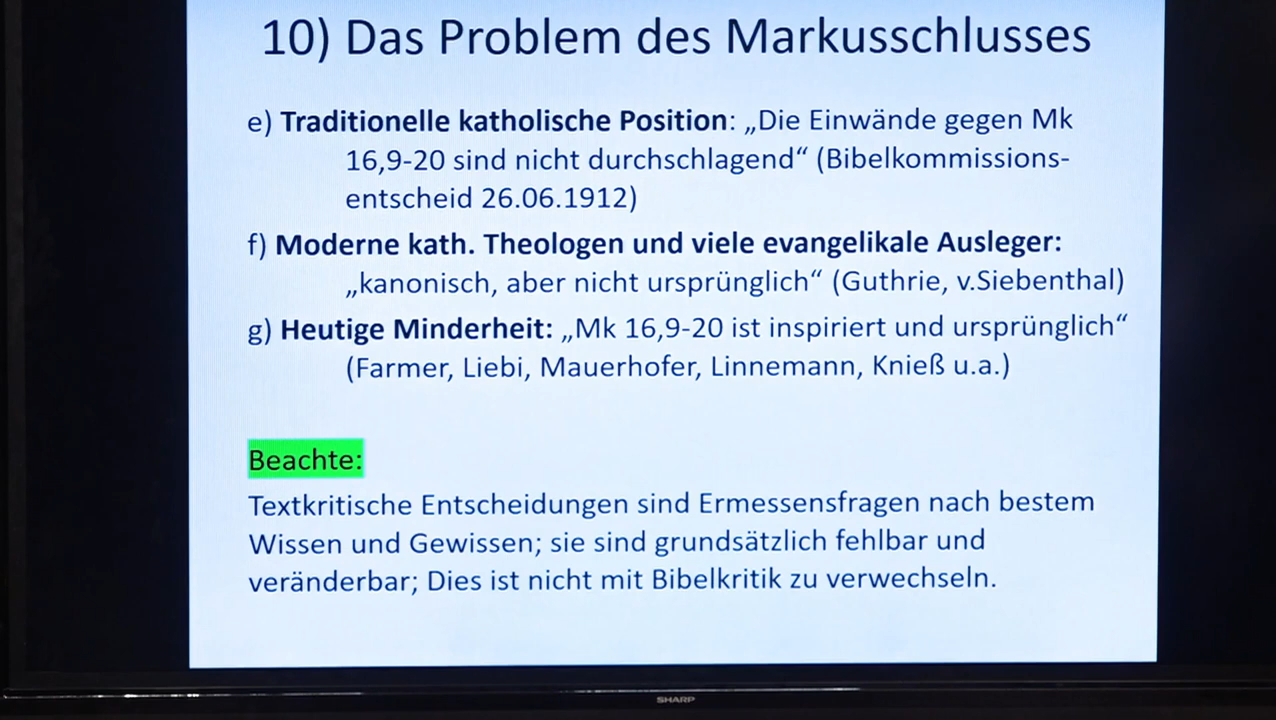 10) Das Problem des Markusschlusses
e) Traditionelle katholische Position: „Die Einwände gegen Mk
16,9-20 sind nicht durchschlagend“ (Bibelkommissions-
entscheid 26.06.1912)
f) Moderne kath. Theologen und viele evangelikale Ausleger:
„kanonisch, aber nicht ursprünglich“ (Guthrie, v.Siebenthal)
g) Heutige Minderheit: „Mk 16,9-20 ist inspiriert und ursprünglich“
(Farmer, Liebi, Mauerhofer, Linnemann, Knieß u.a.)
Beachte:
Textkritische Entscheidungen sind Ermessensfragen nach bestem
Wissen und Gewissen; sie sind grundsätzlich fehlbar und
veränderbar; Dies ist nicht mit Bibelkritik zu verwechseln.
SHARP